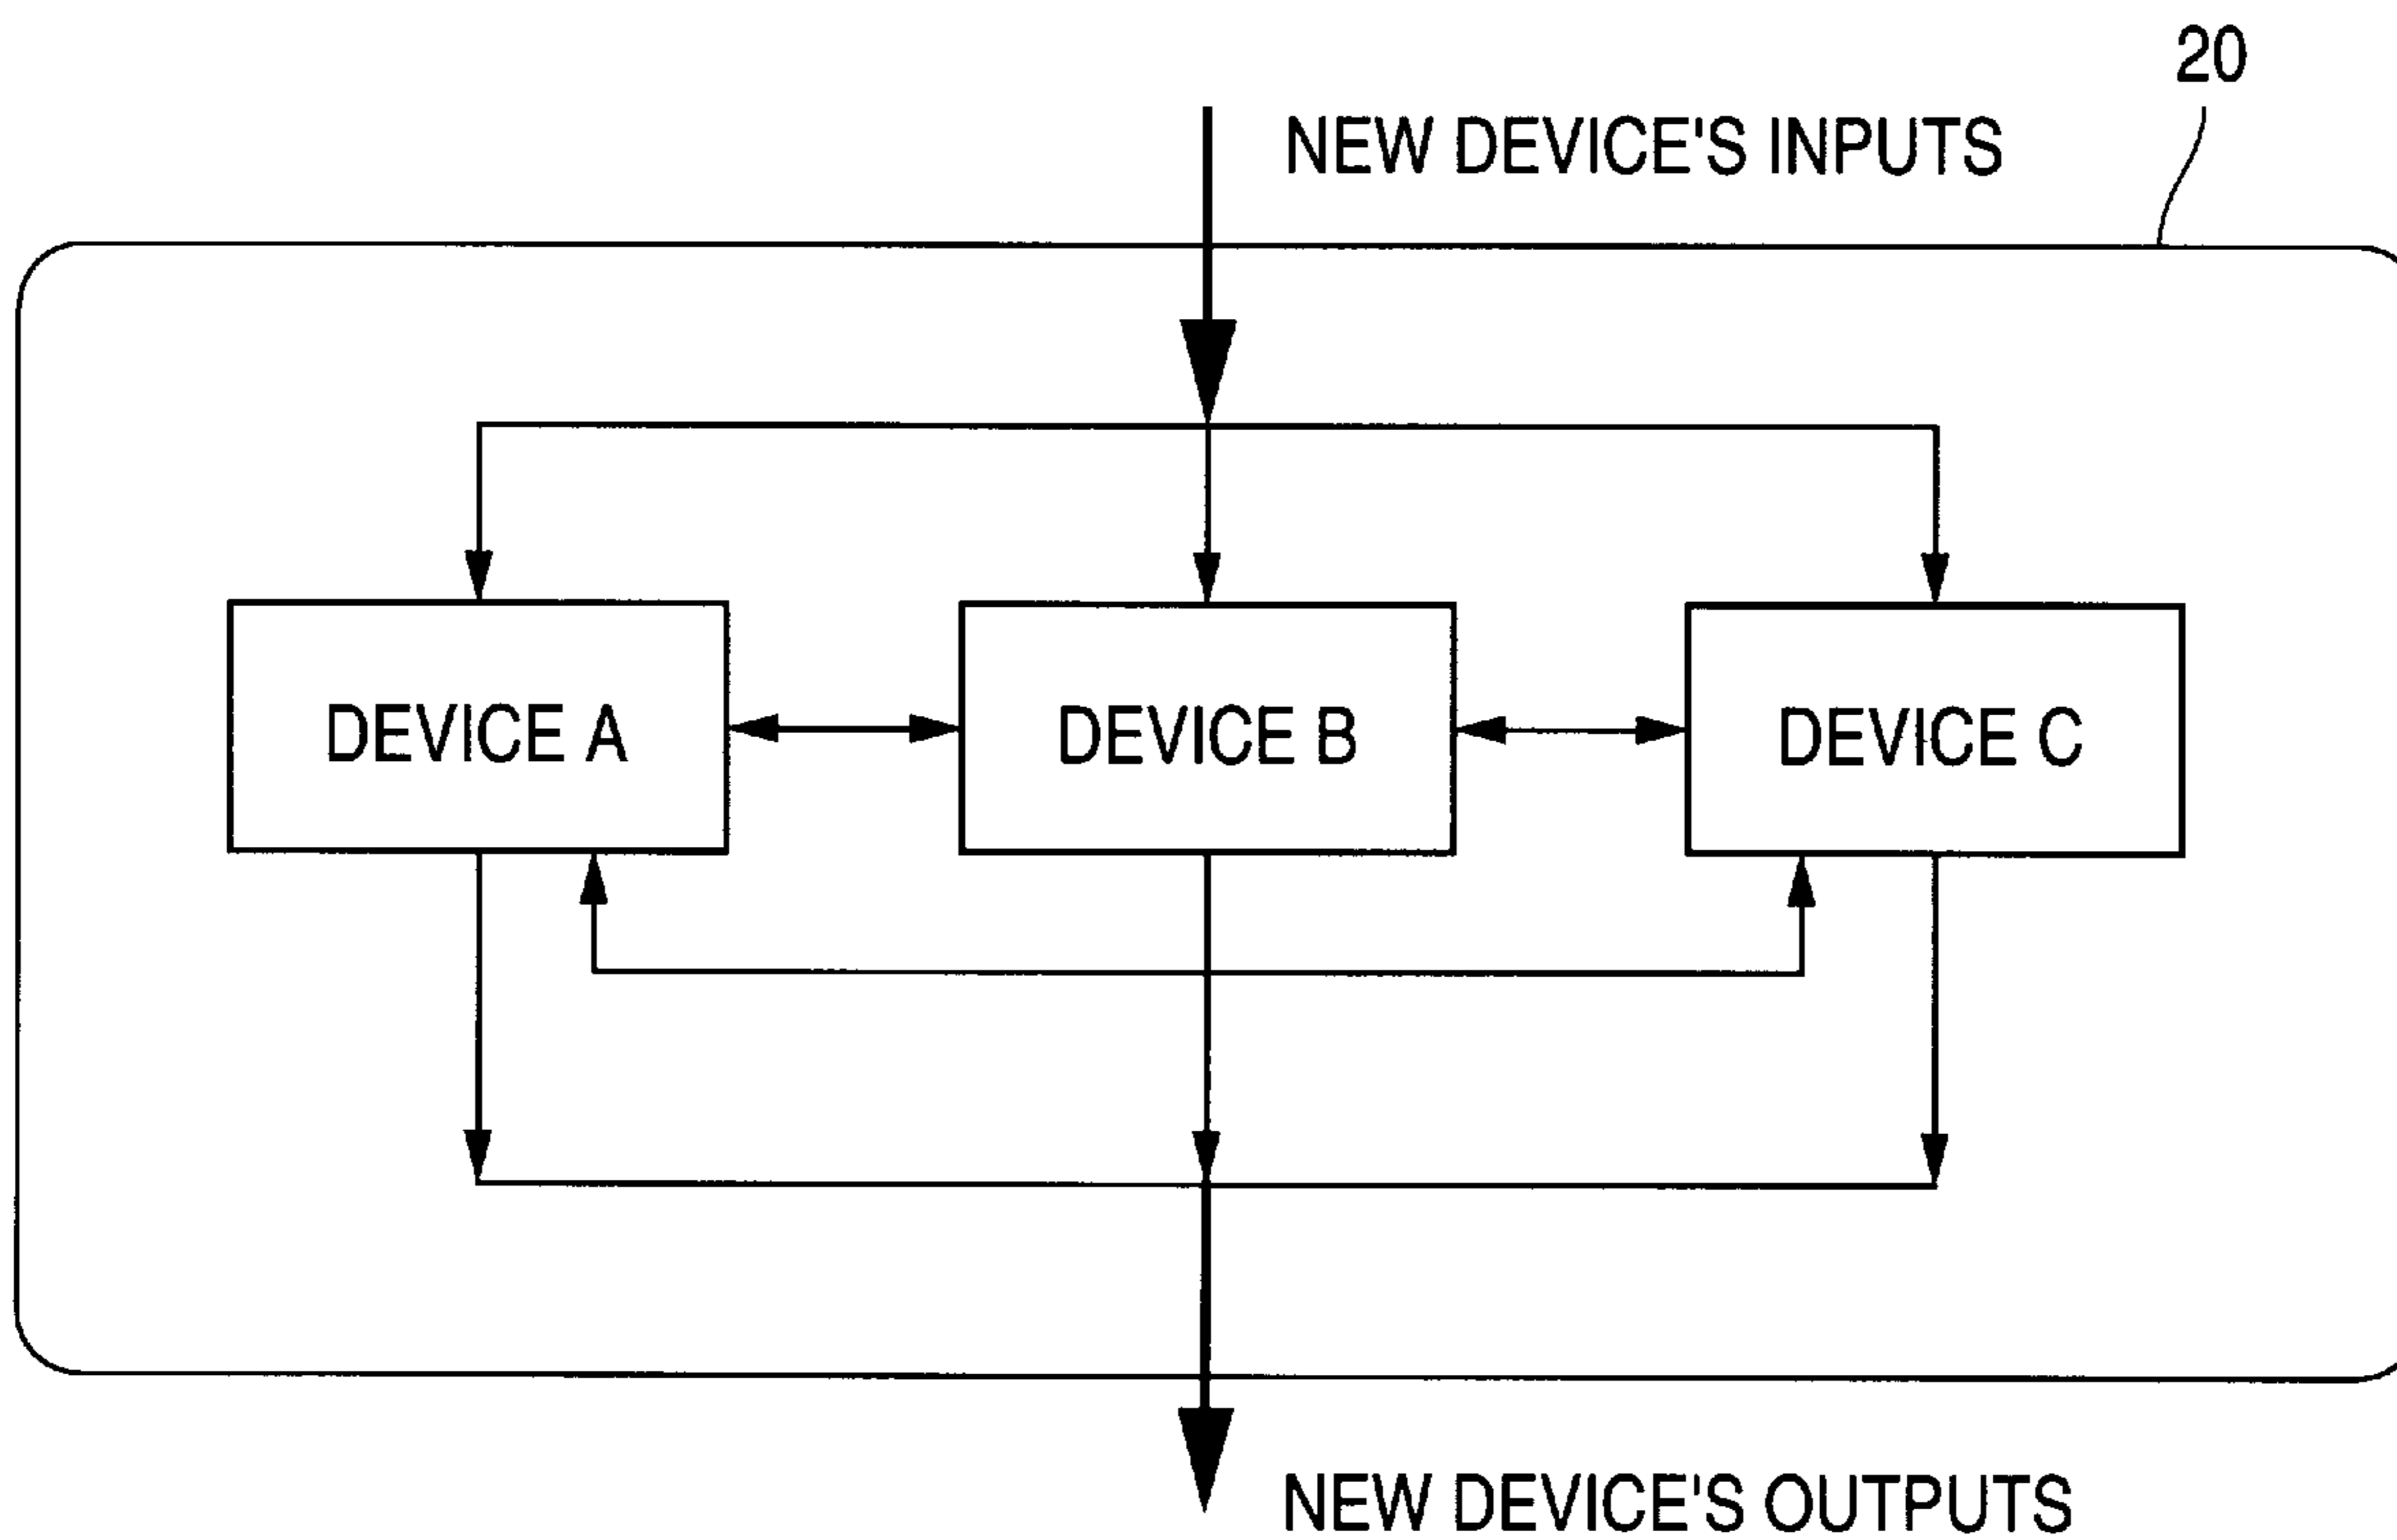 20
NEW DEVICE'S INPUTS
DEVICE A
DEVICE B
DEVICE C
NEW DEVICE'S OUTPUTS